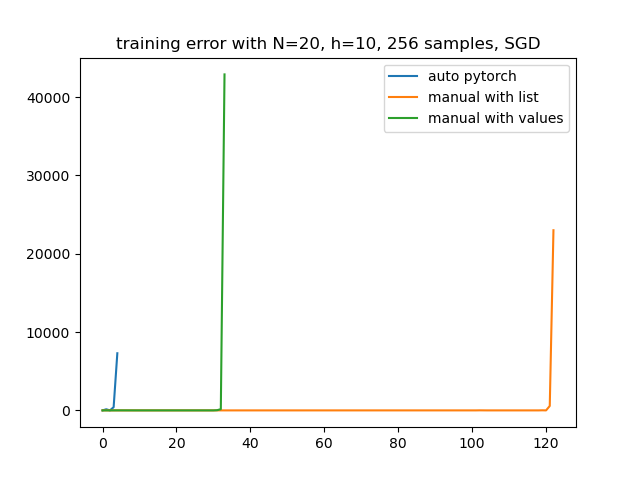 training error with N=20, h=10, 256 samples, SGD
auto pytorch
manual with list
manual with values
40000
30000
20000
10000
0
0 20 40 60 80 100 120